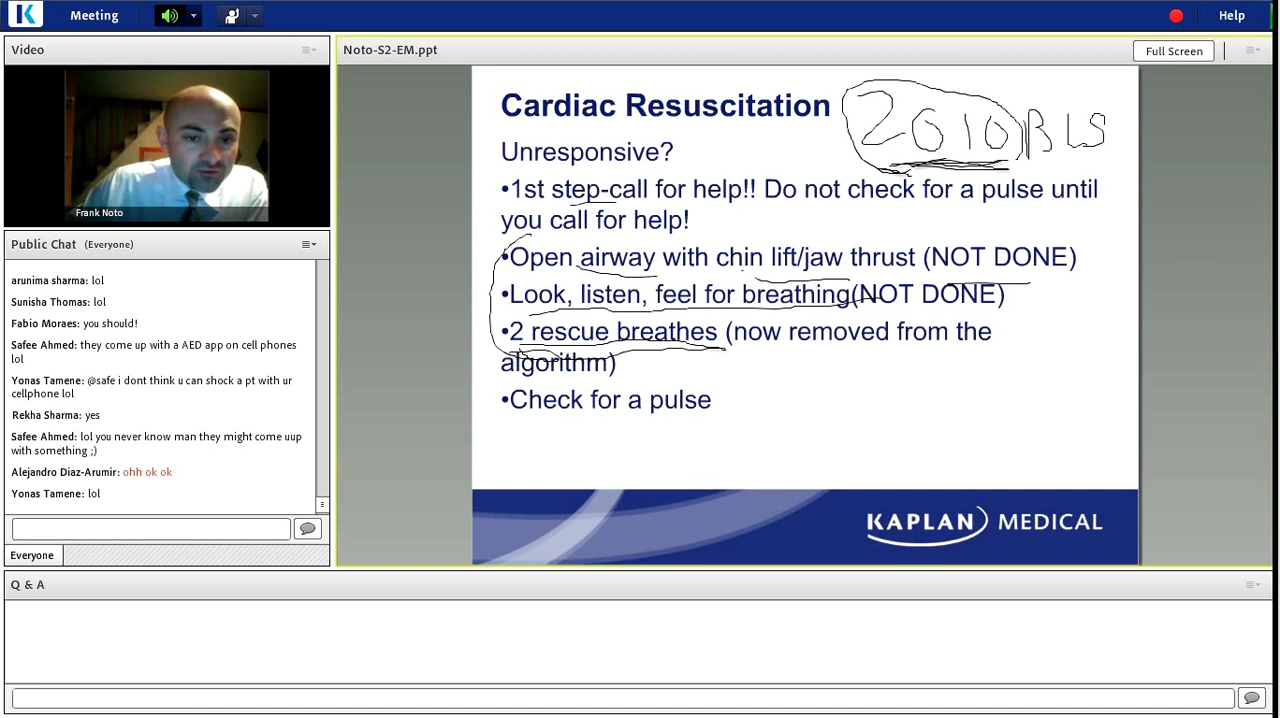 K
Meeting
Help
Video
Frank Noto
Public Chat (Everyone)
arunima sharma: lol
Sunisha Thomas: lol
Fabio Moraes: you should!
Safee Ahmed: they come up with a AED app on cell phones
lol
Yonas Tamene: @safe i dont think u can shock a pt with ur
cellphone lol
Rekha Sharma: yes
Safee Ahmed: lol you never know man they might come uup
with something ;)
Alejandro Diaz-Arumir: ohh ok ok
Yonas Tamene: lol
Everyone
Noto-S2-EM.ppt
Full Screen
Cardiac Resuscitation
2010 BLS
Unresponsive?
•1st step-call for help!! Do not check for a pulse until
you call for help!
•Open airway with chin lift/jaw thrust (NOT DONE)
•Look, listen, feel for breathing(NOT DONE)
•2 rescue breathes (now removed from the
algorithm)
•Check for a pulse
KAPLAN MEDICAL
Q & A